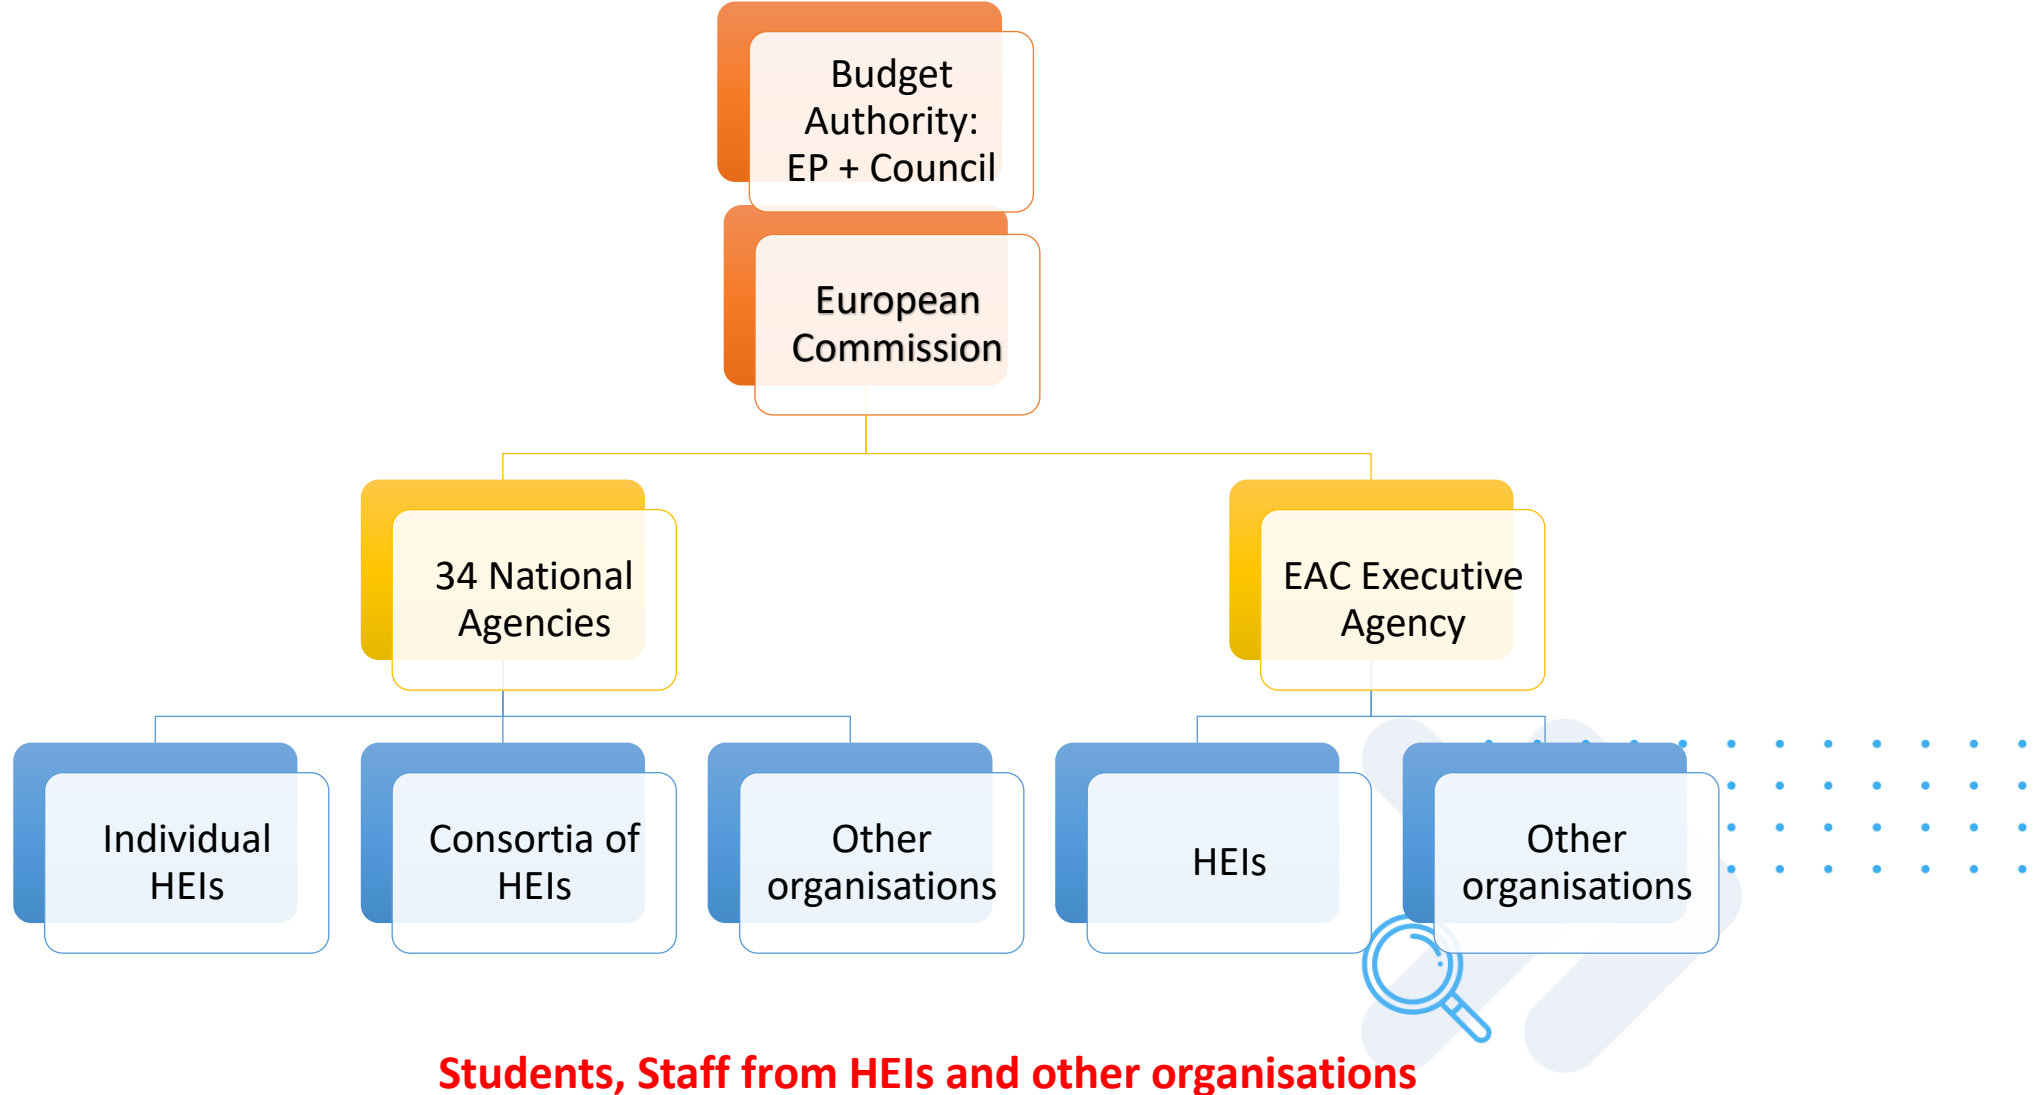 Budget
Authority:
EP + Council
European
Commission
34 National
Agencies
EAC Executive
Agency
Individual
HEIs
Consortia of
HEIs
Other
organisations
HEIs
Other
organisations
Students, Staff from HEIs and other organisations